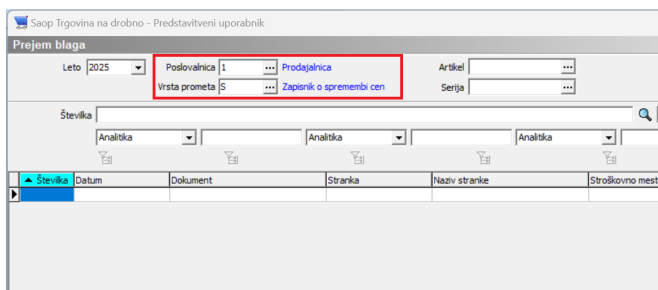 Saop Trgovina na drobno - Predstavitveni uporabnik
Prejem blaga
Leto 2025 Poslovalnica 1 ... Prodajalnica Artikel ...
Vrsta prometa S ... Zapisnik o spremembi cen Serija ...
Številka
Analitika Analitika Analitika
Številka Datum Dokument Stranka Naziv stranke Stroškovno mest